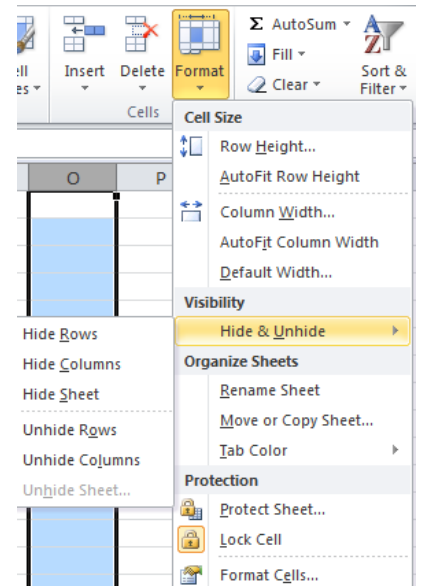 Σ AutoSum
Fill
Clear
Insert Delete Format
Sort &
Filter
Cells
O P
Cell Size
Row Height...
AutoFit Row Height
Column Width...
AutoFit Column Width
Default Width...
Visibility
Hide & Unhide
Hide Rows
Hide Columns
Hide Sheet
Unhide Rows
Unhide Columns
Unhide Sheet...
Organize Sheets
Rename Sheet
Move or Copy Sheet...
Tab Color
Protection
Protect Sheet...
Lock Cell
Format Cells...